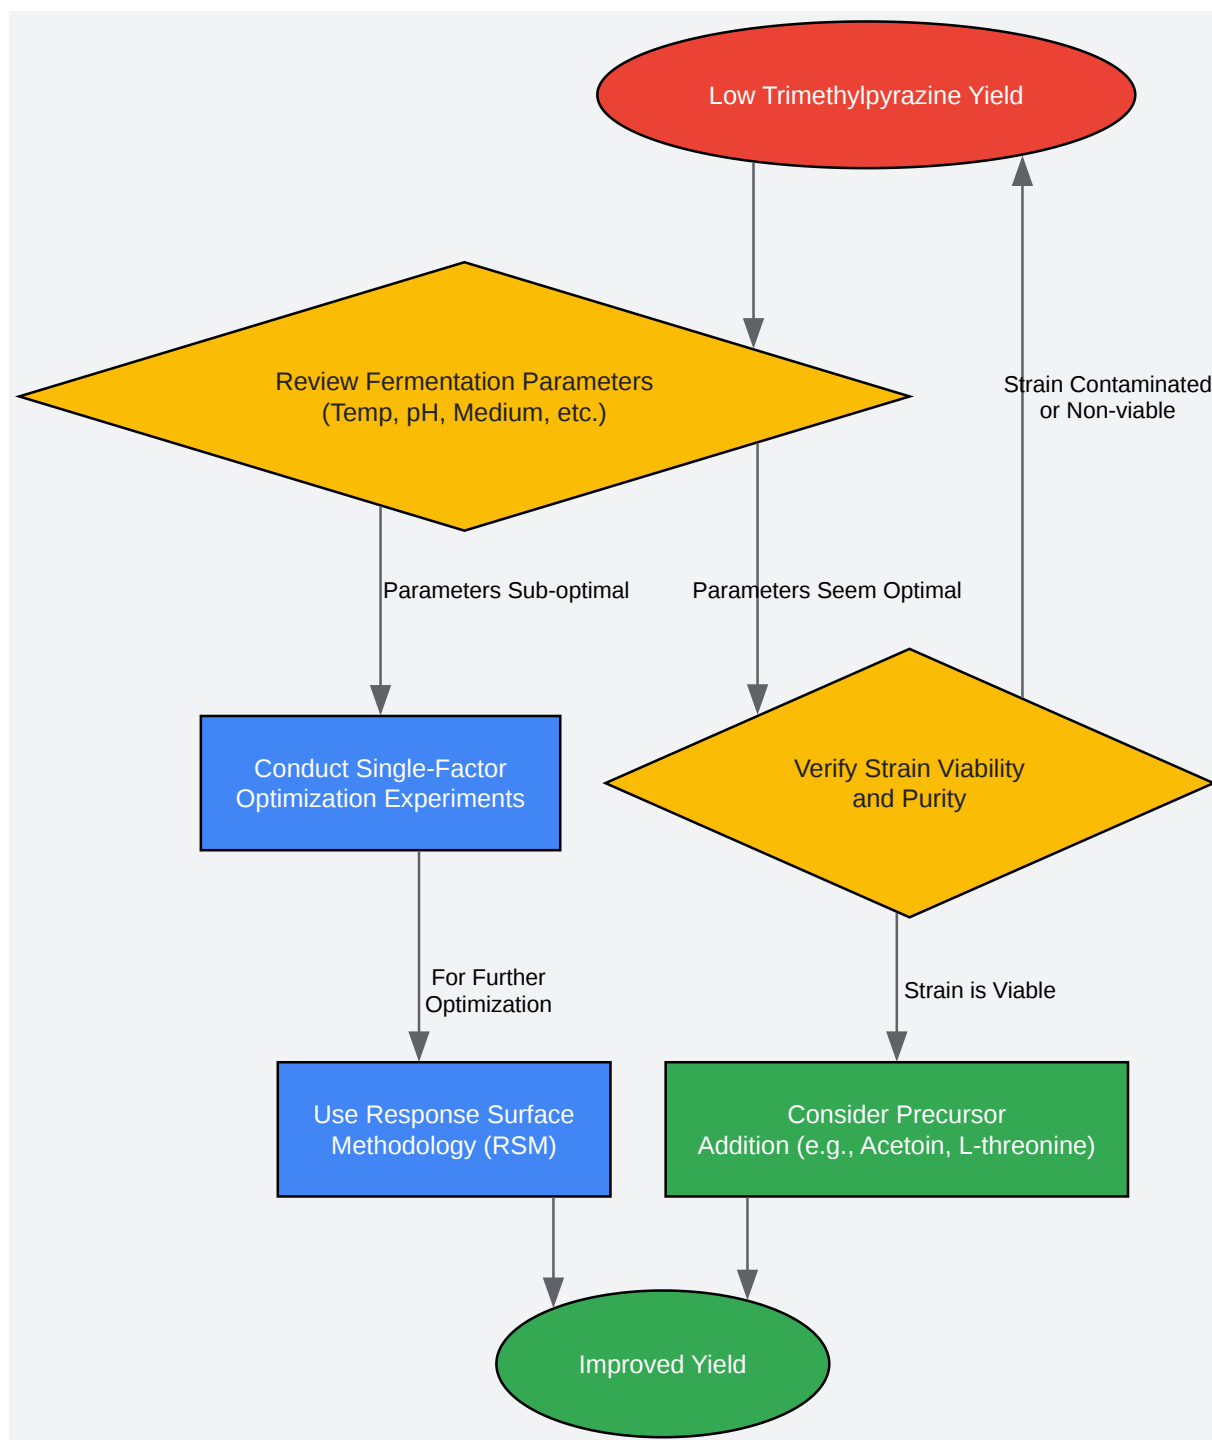 Low Trimethylpyrazine Yield
Review Fermentation Parameters
(Temp, pH, Medium, etc.)
Strain Contaminated
or Non-viable
Parameters Sub-optimal
Parameters Seem Optimal
Conduct Single-Factor
Optimization Experiments
Verify Strain Viability
and Purity
For Further
Optimization
Strain is Viable
Use Response Surface
Methodology (RSM)
Consider Precursor
Addition (e.g., Acetoin, L-threonine)
Improved Yield